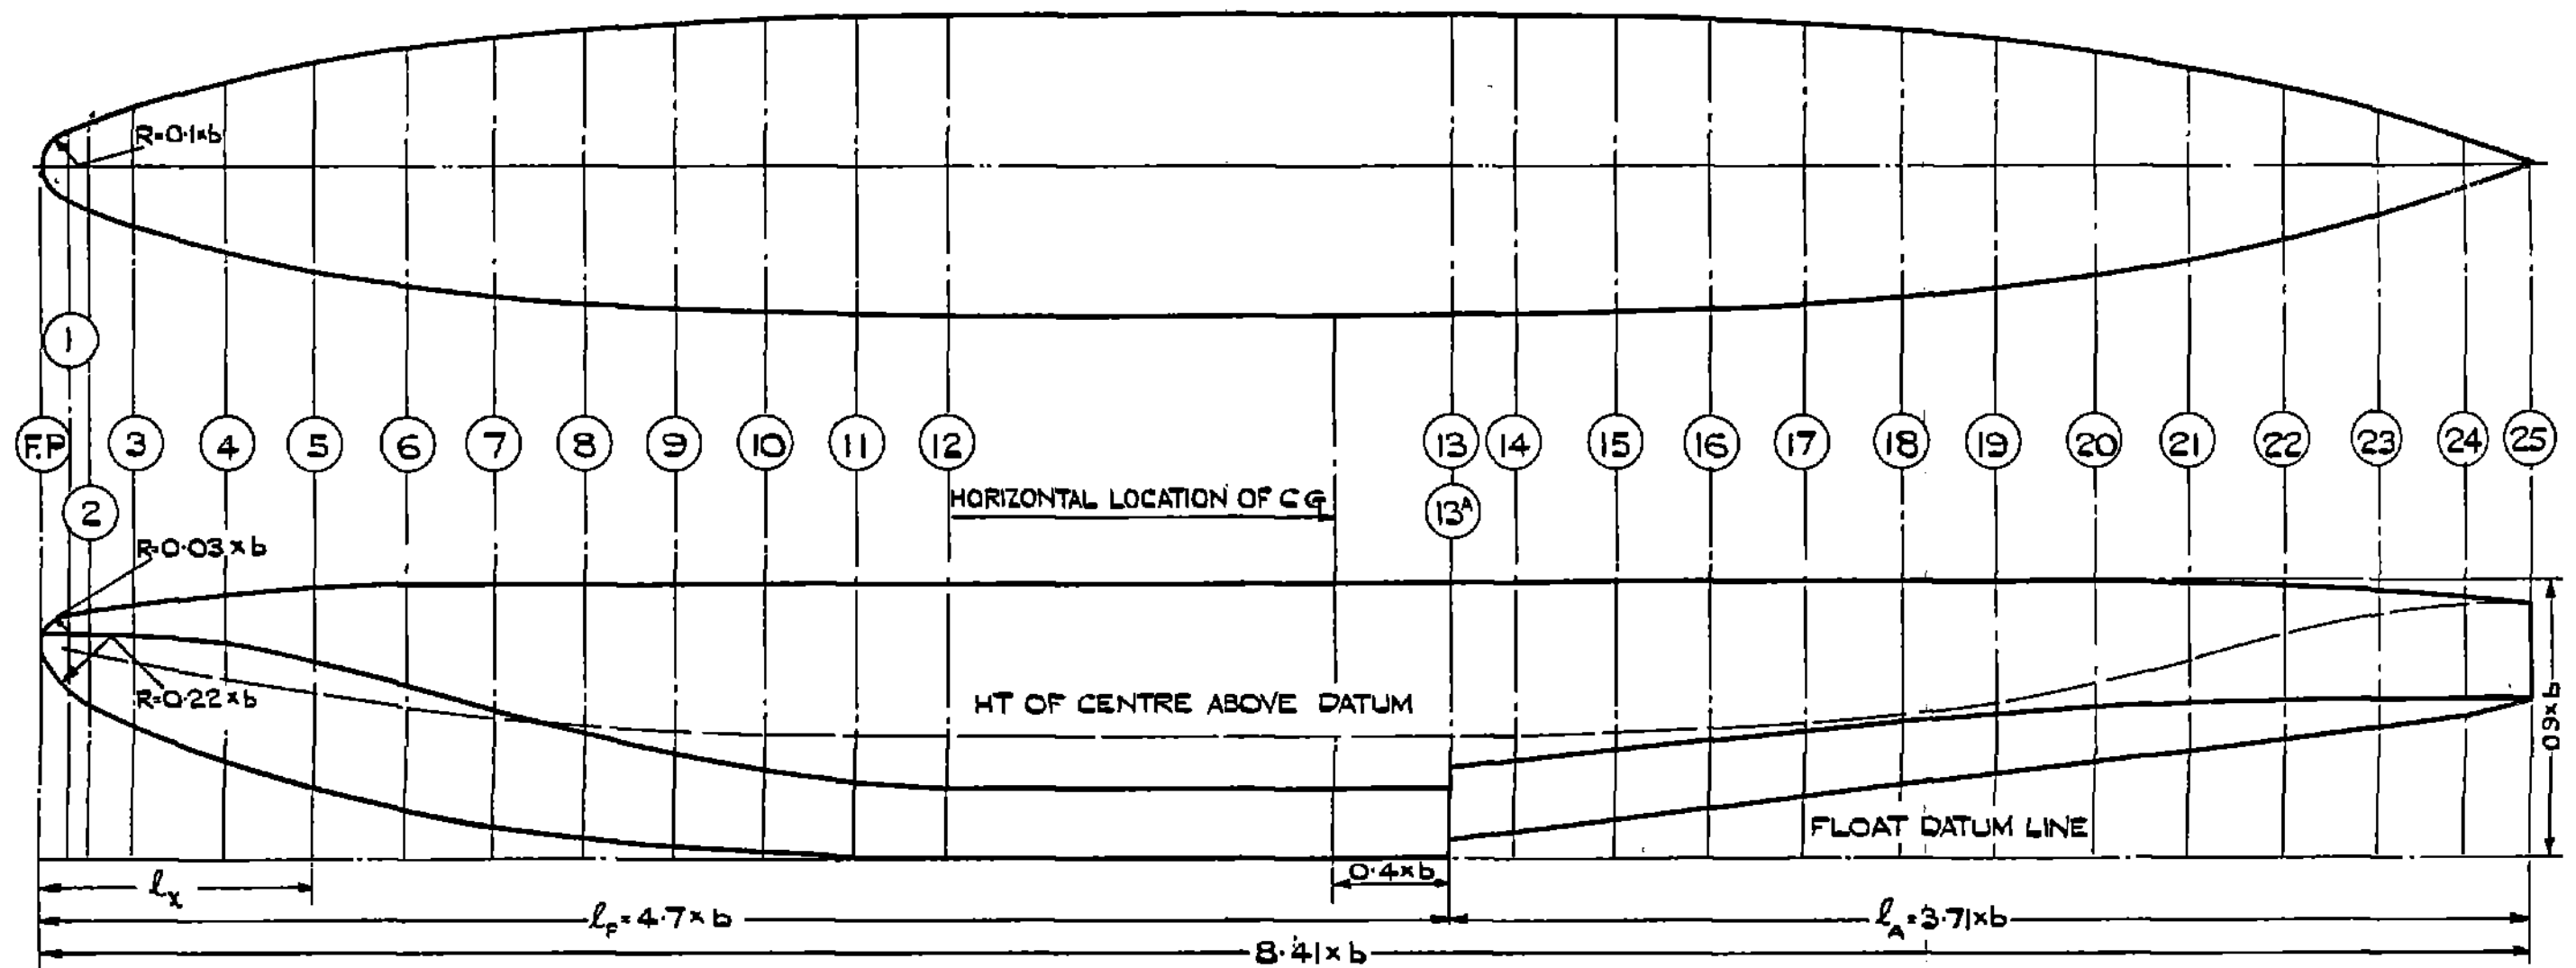 R=0·1×b
1
F.P 3 4 5 6 7 8 9 10 11 12 13 14 15 16 17 18 19 20 21 22 23 24 25
2
HORIZONTAL LOCATION OF C G
13A
R=0·03×b
R=0·22×b
HT OF CENTRE ABOVE DATUM
0·9×b
FLOAT DATUM LINE
0·4×b
lx
lF=4·7×b
lA=3·71×b
8·41×b